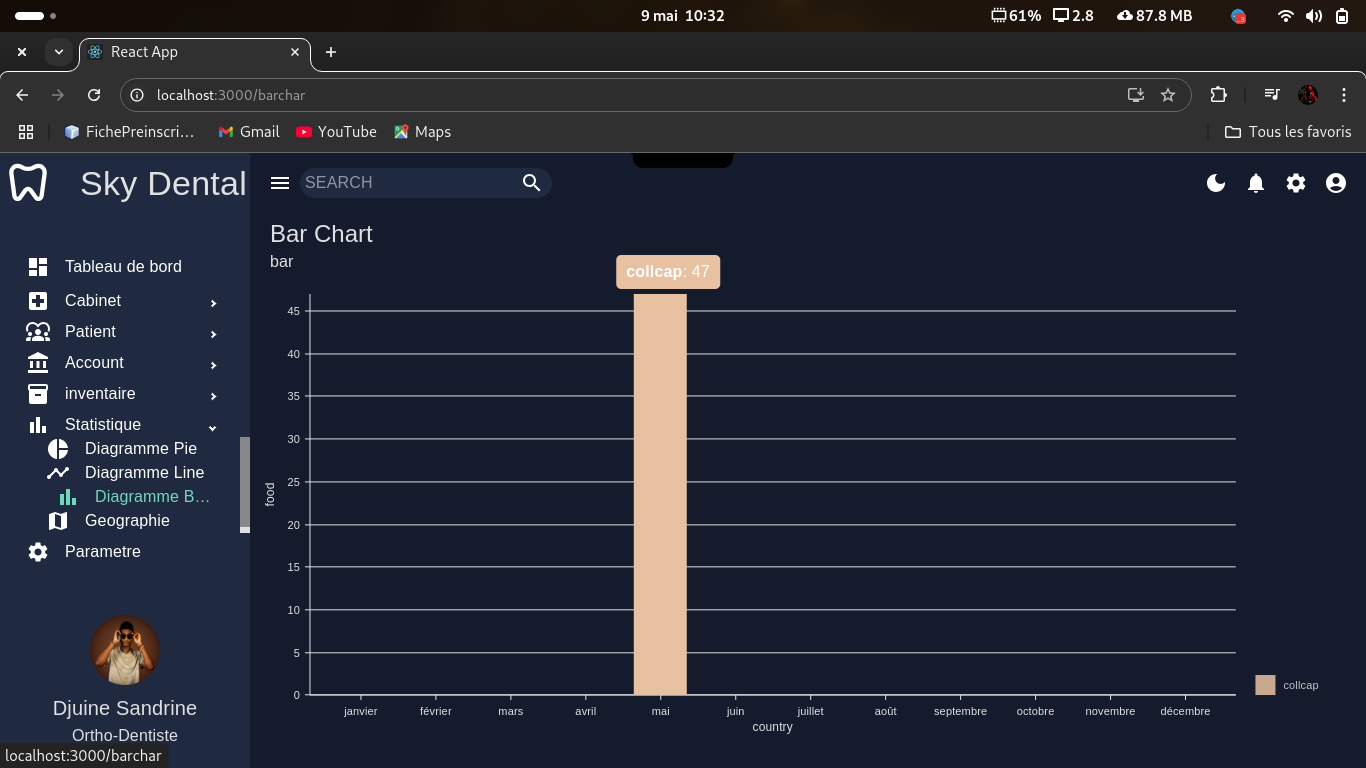 9 mai 10:32
61% 2.8 87.8 MB
React App
localhost:3000/barchar
FichePreinscri... Gmail YouTube Maps Tous les favoris
Sky Dental
SEARCH
Tableau de bord
Cabinet
Patient
Account
inventaire
Statistique
Diagramme Pie
Diagramme Line
Diagramme B...
Geographie
Parametre
Djuine Sandrine
Ortho-Dentiste
localhost:3000/barchar
Bar Chart
bar
collcap: 47
45
40
35
30
25
20
15
10
5
0
food
janvier février mars avril mai juin juillet août septembre octobre novembre décembre
country
collcap